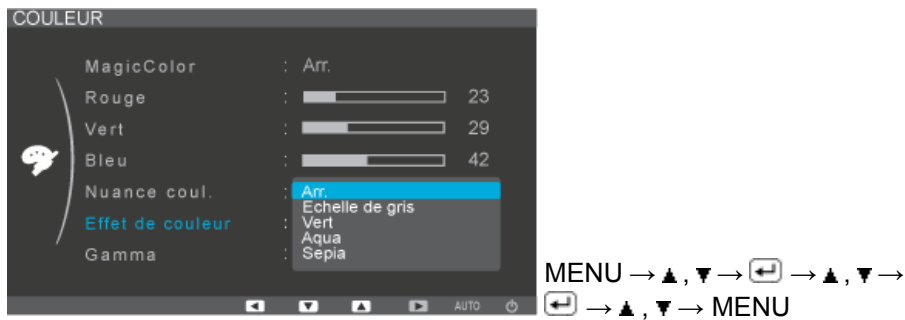 COULEUR
MagicColor : Arr.
Rouge : 23
Vert : 29
Bleu : 42
Nuance coul. : Arr.
Echelle de gris
Effet de couleur : Vert
Aqua
Gamma : Sepia
AUTO
MENU → ▲ , ▼ → ⏎ → ▲ , ▼ →
⏎ → ▲ , ▼ → MENU